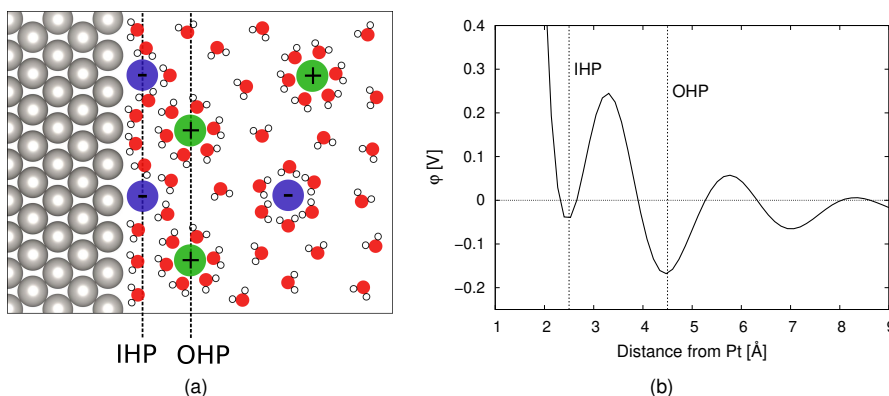 - + - + + -
IHP OHP
(a)
φ [V]
0.4
0.3
0.2
0.1
0
−0.1
−0.2
IHP
OHP
1 2 3 4 5 6 7 8 9
Distance from Pt [Å]
(b)